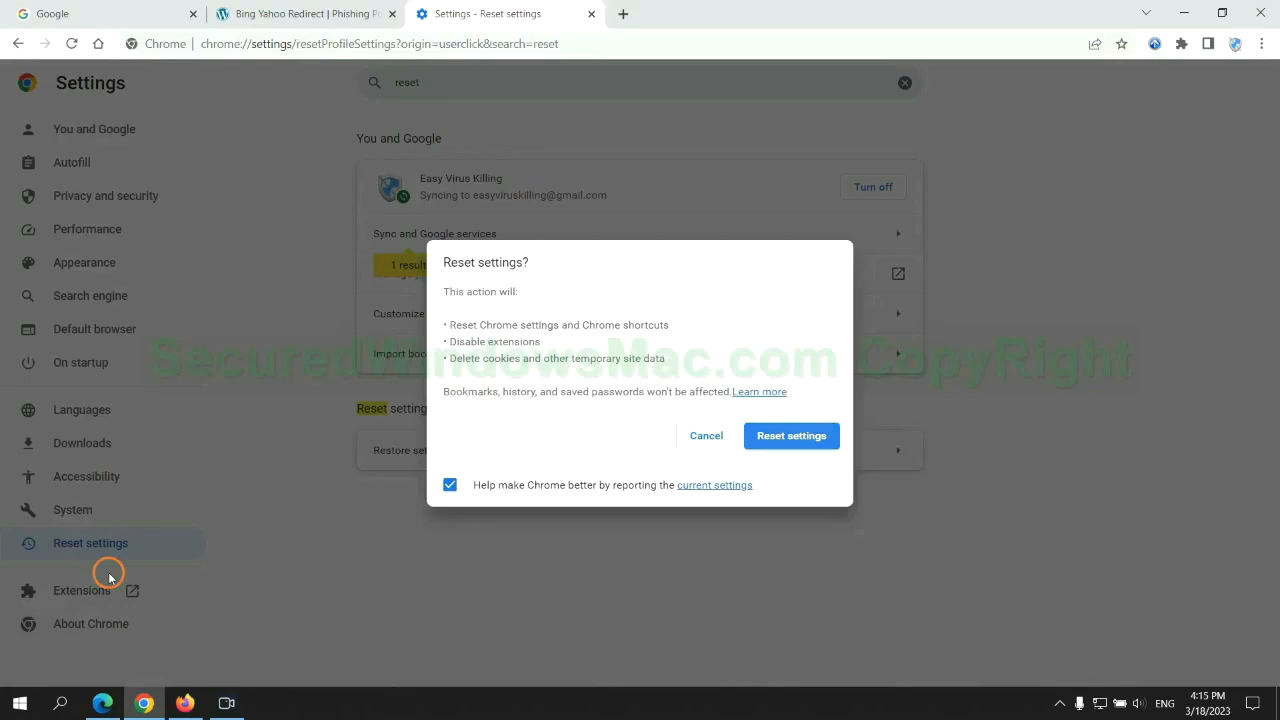 Google
Bing Yahoo Redirect | Phishing P
Settings - Reset settings
Chrome | chrome://settings/resetProfileSettings?origin=userclick&search=reset
Settings
reset
You and Google
Autofill
Privacy and security
Performance
Appearance
Search engine
Default browser
On startup
Languages
Downloads
Accessibility
System
Reset settings
Extensions
About Chrome
You and Google
Easy Virus Killing
Syncing to easyviruskilling@gmail.com
Turn off
Sync and Google services
1 result
Customize
Import boo
Reset setting
Restore set
Reset settings?
This action will:
• Reset Chrome settings and Chrome shortcuts
• Disable extensions
• Delete cookies and other temporary site data
Bookmarks, history, and saved passwords won't be affected. Learn more
Cancel
Reset settings
Help make Chrome better by reporting the current settings
SecuredWindowsMac.com CopyRight
ENG
4:15 PM
3/18/2023